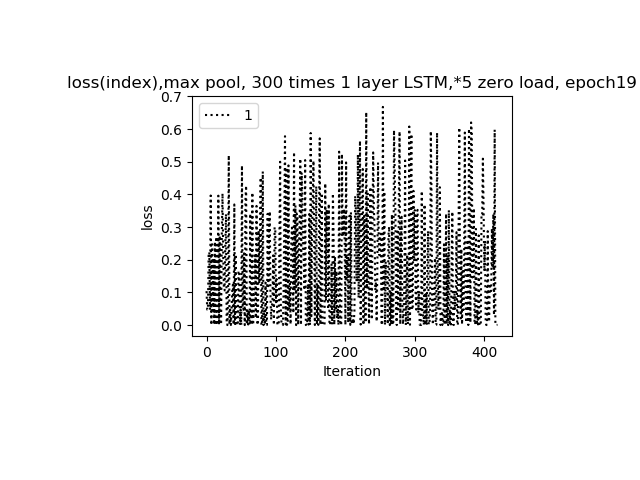 loss(index),max pool, 300 times 1 layer LSTM,*5 zero load, epoch19
0.7
1
0.6
0.5
0.4
0.3
0.2
0.1
0.0
loss
0 100 200 300 400
Iteration